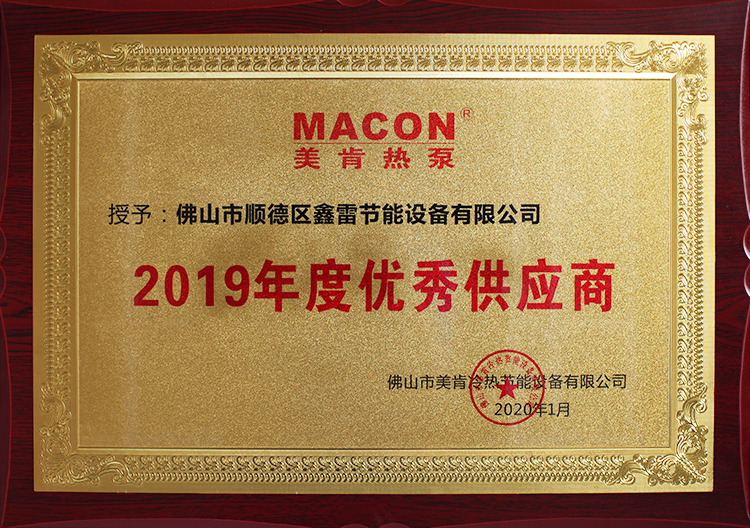 MACON®
美肯热泵
授予：佛山市顺德区鑫雷节能设备有限公司
2019年度优秀供应商
佛山市美肯冷热节能设备有限公司
2020年1月